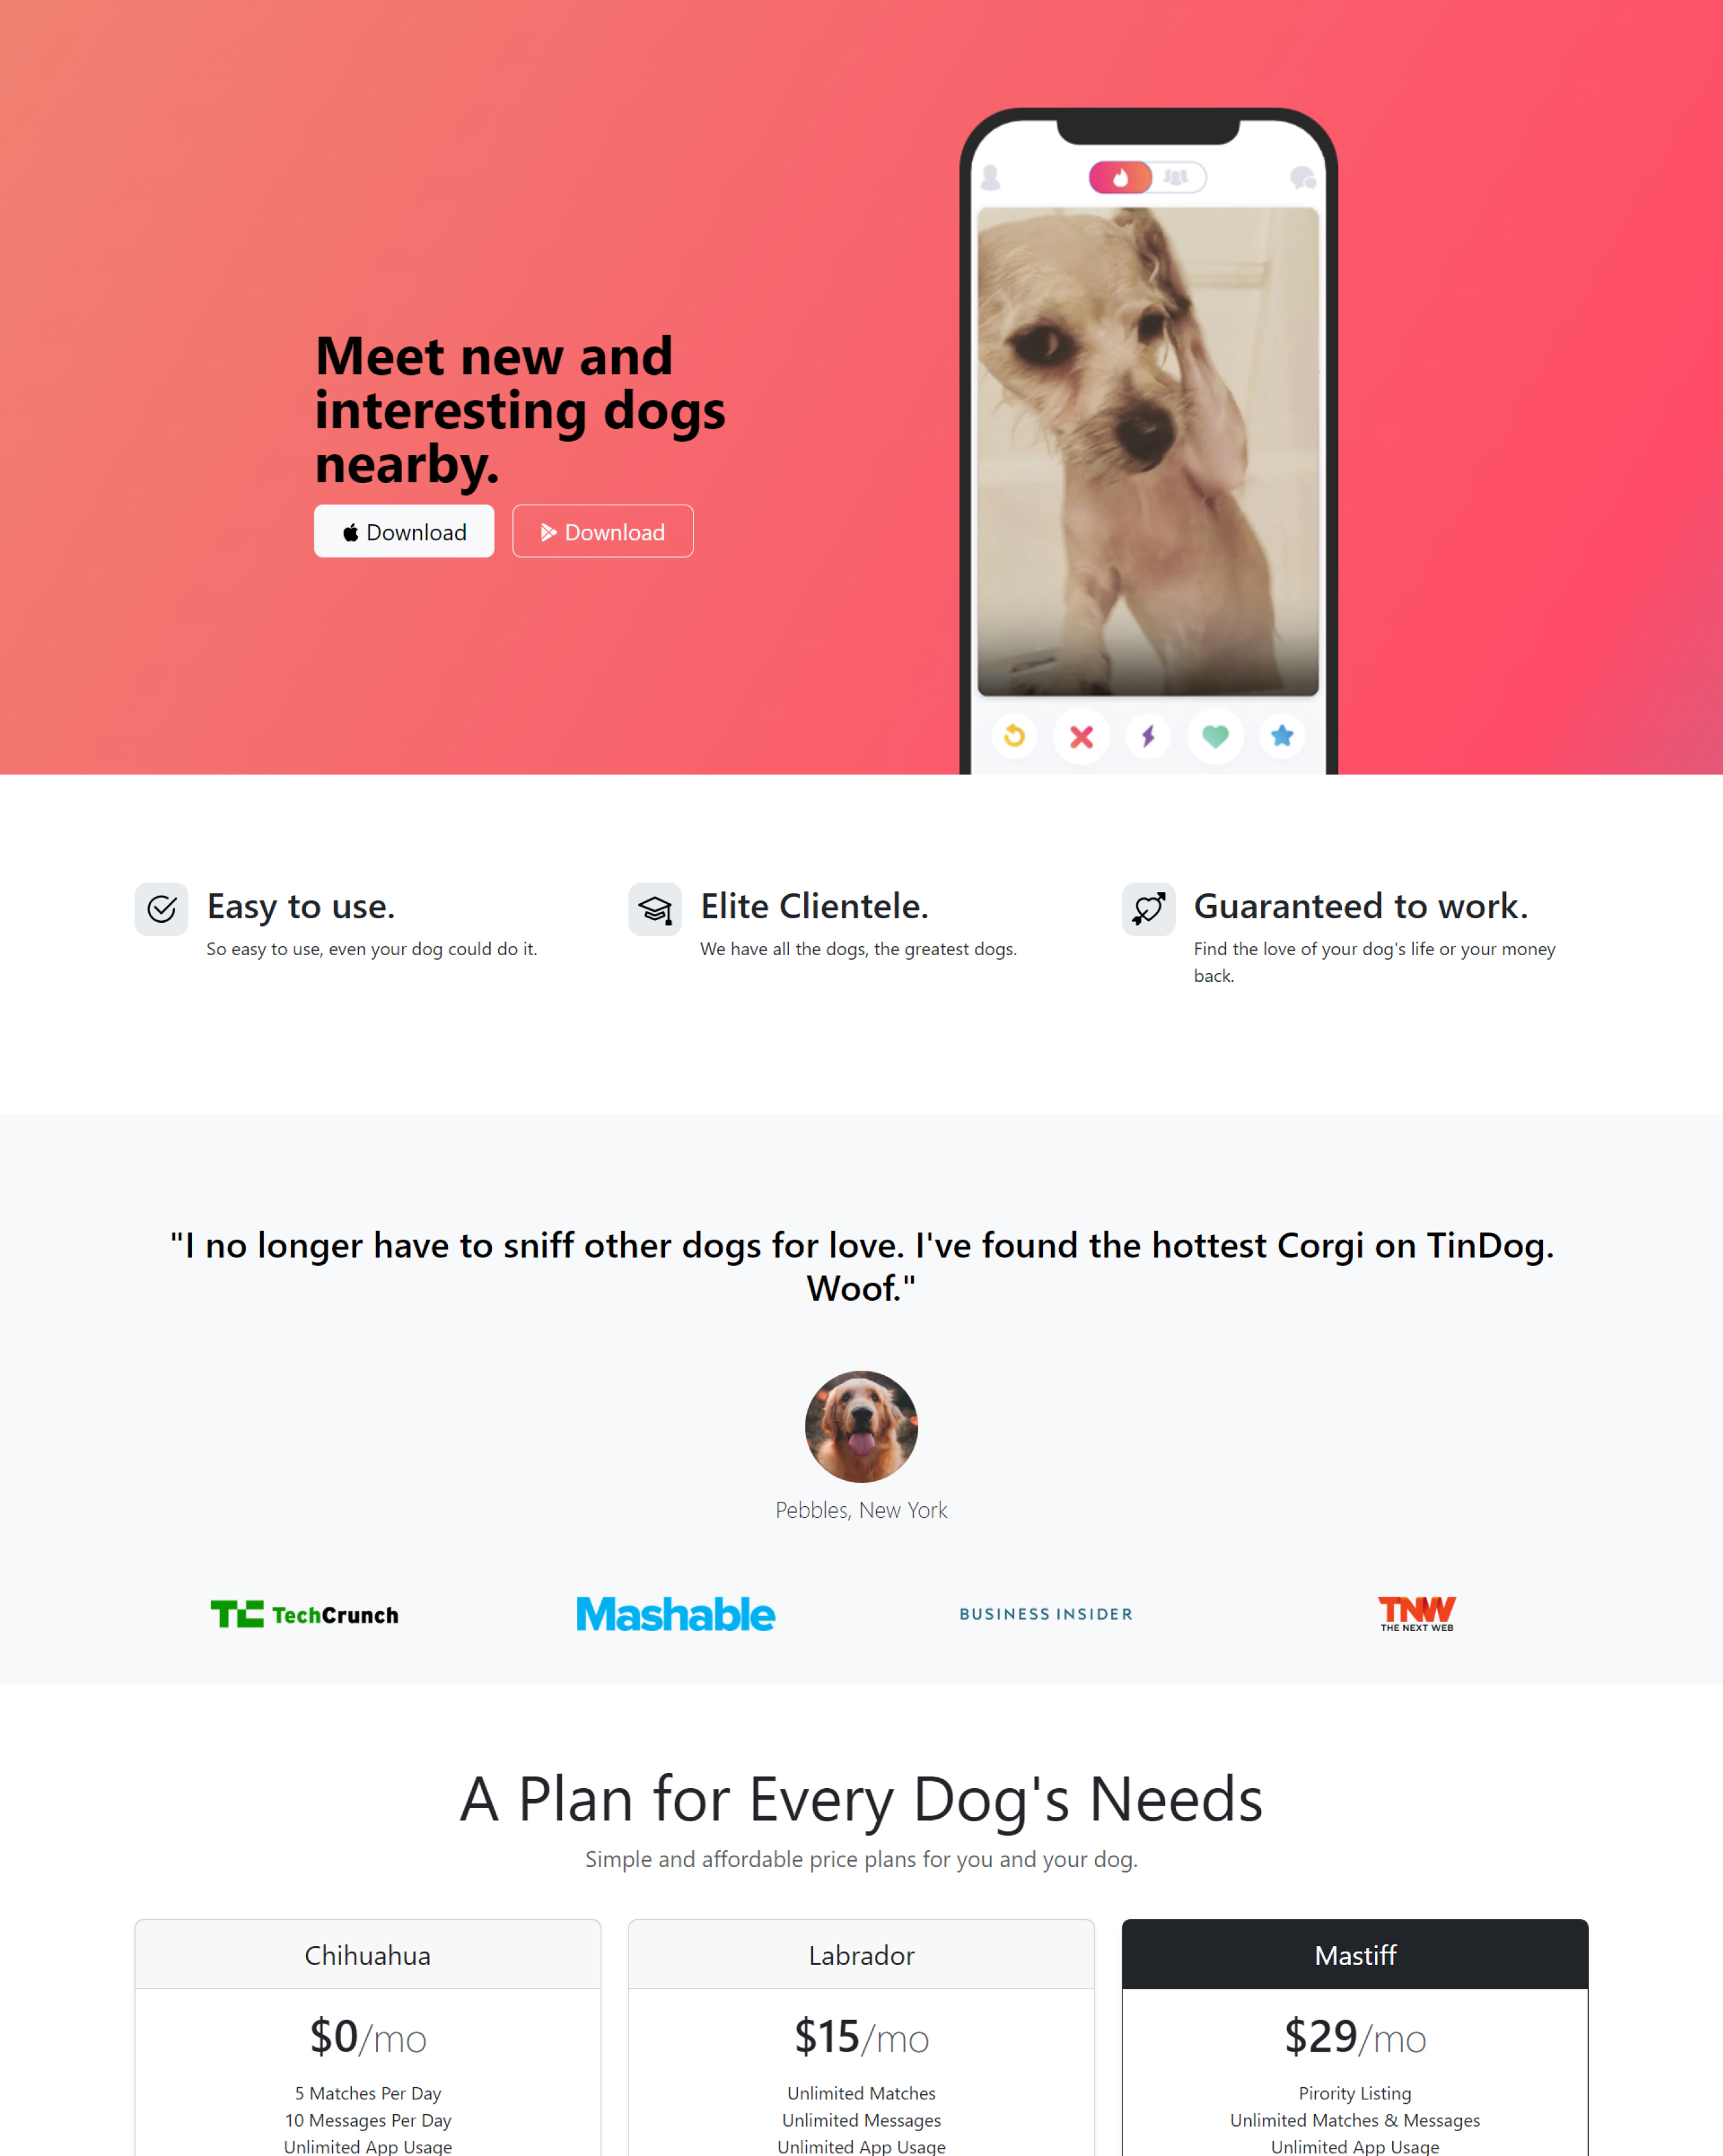 Meet new and
interesting dogs
nearby.
Download
Download
Easy to use.
So easy to use, even your dog could do it.
Elite Clientele.
We have all the dogs, the greatest dogs.
Guaranteed to work.
Find the love of your dog's life or your money
back.
"I no longer have to sniff other dogs for love. I've found the hottest Corgi on TinDog.
Woof."
Pebbles, New York
TC TechCrunch
Mashable
BUSINESS INSIDER
TNW
THE NEXT WEB
A Plan for Every Dog's Needs
Simple and affordable price plans for you and your dog.
Chihuahua
$0/mo
5 Matches Per Day
10 Messages Per Day
Unlimited App Usage
Labrador
$15/mo
Unlimited Matches
Unlimited Messages
Unlimited App Usage
Mastiff
$29/mo
Pirority Listing
Unlimited Matches & Messages
Unlimited App Usage